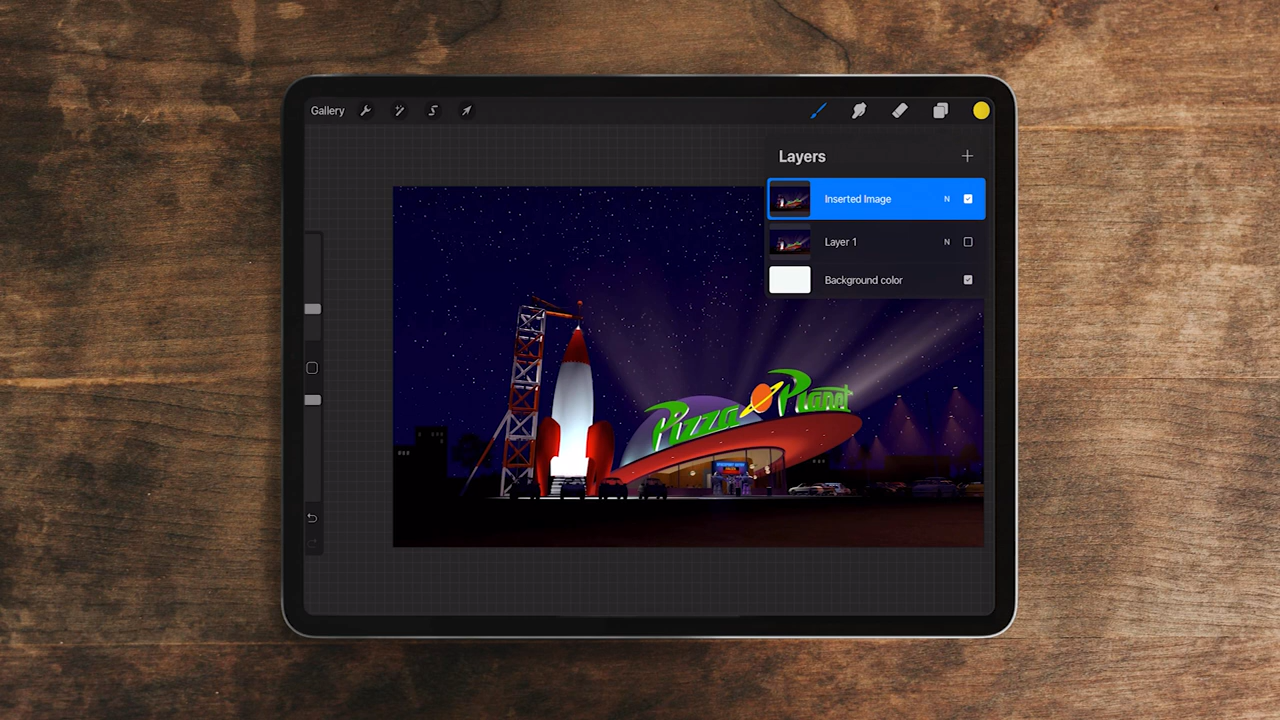 Gallery
Layers
Inserted Image N
Layer 1 N
Background color
Pizza Planet